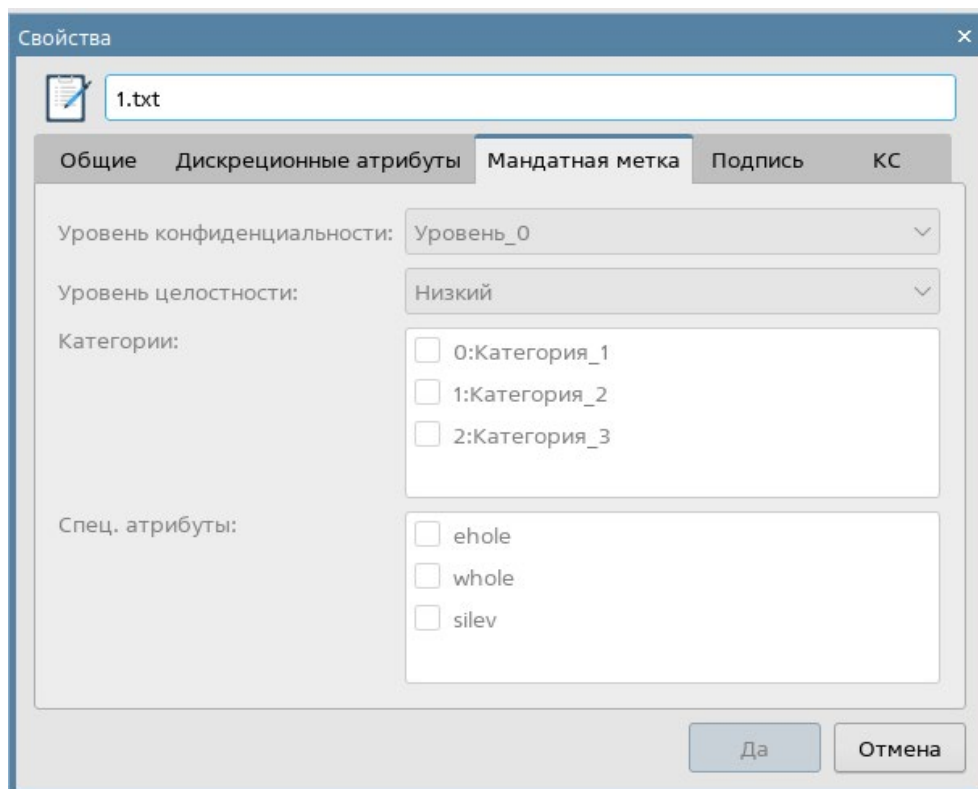 Свойства
1.txt
Общие Дискреционные атрибуты Мандатная метка Подпись КС
Уровень конфиденциальности: Уровень_0
Уровень целостности: Низкий
Категории:
0:Категория_1
1:Категория_2
2:Категория_3
Спец. атрибуты:
ehole
whole
silev
Да Отмена